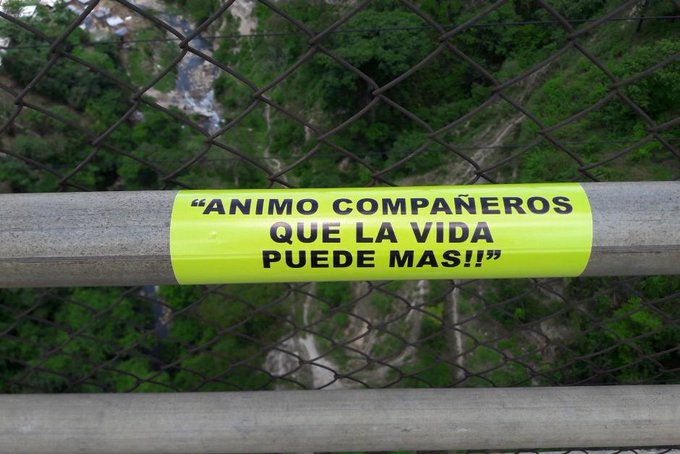 “ANIMO COMPAÑEROS
QUE LA VIDA
PUEDE MAS!!”